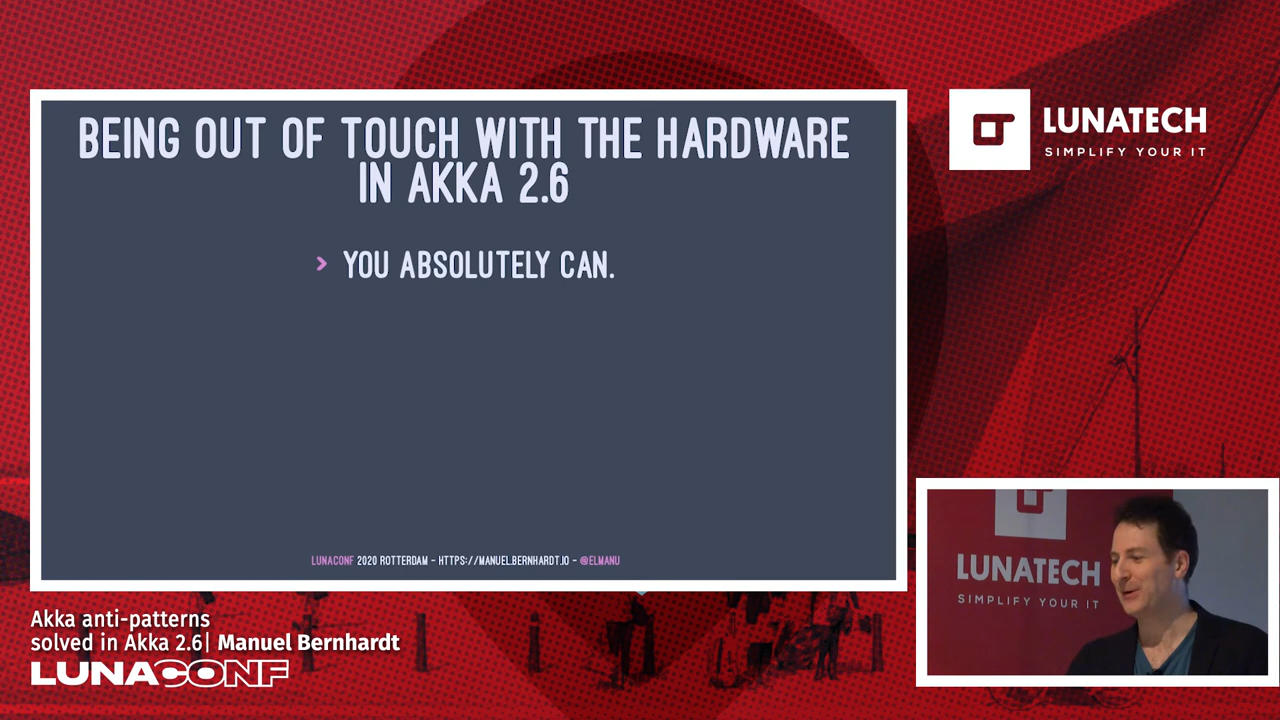 BEING OUT OF TOUCH WITH THE HARDWARE
IN AKKA 2.6
› YOU ABSOLUTELY CAN.
LUNACONF 2020 ROTTERDAM - HTTPS://MANUEL.BERNHARDT.IO - @ELMANU
LUNATECH
SIMPLIFY YOUR IT
LUNATECH
SIMPLIFY YOUR IT
Akka anti-patterns
solved in Akka 2.6| Manuel Bernhardt
LUNACONF